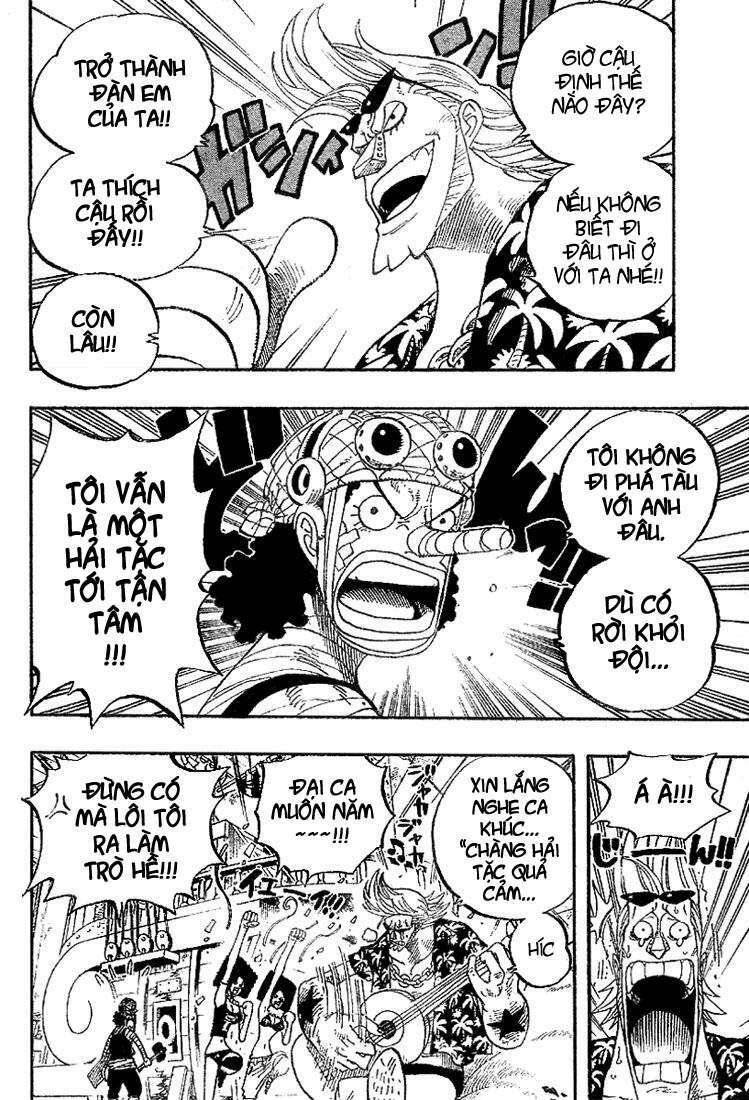 GIỜ CẬU
ĐỊNH THẾ
NÀO ĐÂY?
NẾU KHÔNG
BIẾT ĐI
ĐÂU THÌ Ở
VỚI TA NHÉ!!
TRỞ THÀNH
ĐÀN EM
CỦA TA!!
TA THÍCH
CẬU RỒI
ĐẤY!!
CÒN
LÂU!!
TÔI KHÔNG
ĐI PHÁ TÀU
VỚI ANH
ĐÂU.
DÙ CÓ
RỜI KHỎI
ĐỘI...
TÔI VẪN
LÀ MỘT
HẢI TẶC
TỚI TẬN
TÂM
!!!
Á À!!!
じーん!!
XIN LẮNG
NGHE CA
KHÚC...
"CHÀNG HẢI
TẶC QUẢ
CẢM...
HÍC
ĐẠI CA
MUÔN NĂM
~~~!!!
ĐỪNG CÓ
MÀ LÔI TÔI
RA LÀM
TRÒ HỀ!!!